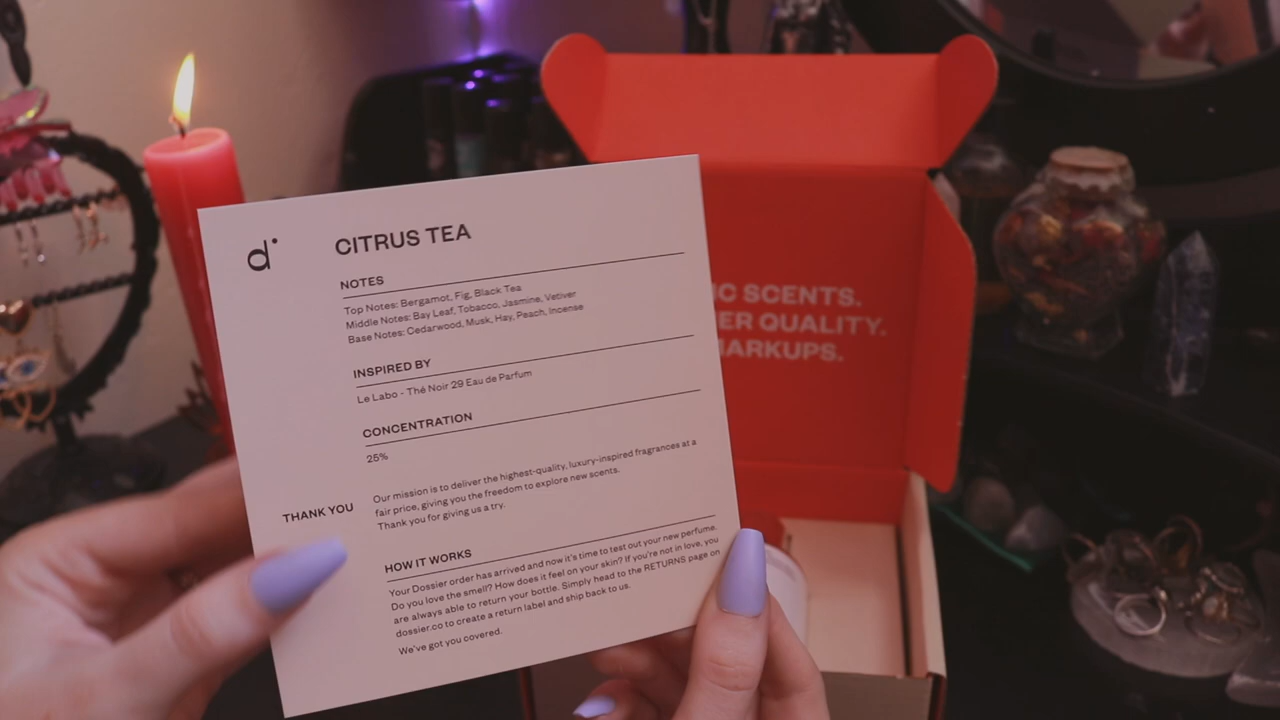 d
CITRUS TEA
NOTES
Top Notes: Bergamot, Fig, Black Tea
Middle Notes: Bay Leaf, Tobacco, Jasmine, Vetiver
Base Notes: Cedarwood, Musk, Hay, Peach, Incense
INSPIRED BY
Le Labo - Thé Noir 29 Eau de Parfum
CONCENTRATION
25%
THANK YOU
Our mission is to deliver the highest-quality, luxury-inspired fragrances at a
fair price, giving you the freedom to explore new scents.
Thank you for giving us a try.
HOW IT WORKS
Your Dossier order has arrived and now it's time to test out your new perfume.
Do you love the smell? How does it feel on your skin? If you're not in love, you
are always able to return your bottle. Simply head to the RETURNS page on
dossier.co to create a return label and ship back to us.
We've got you covered.
SCENTS.
QUALITY.